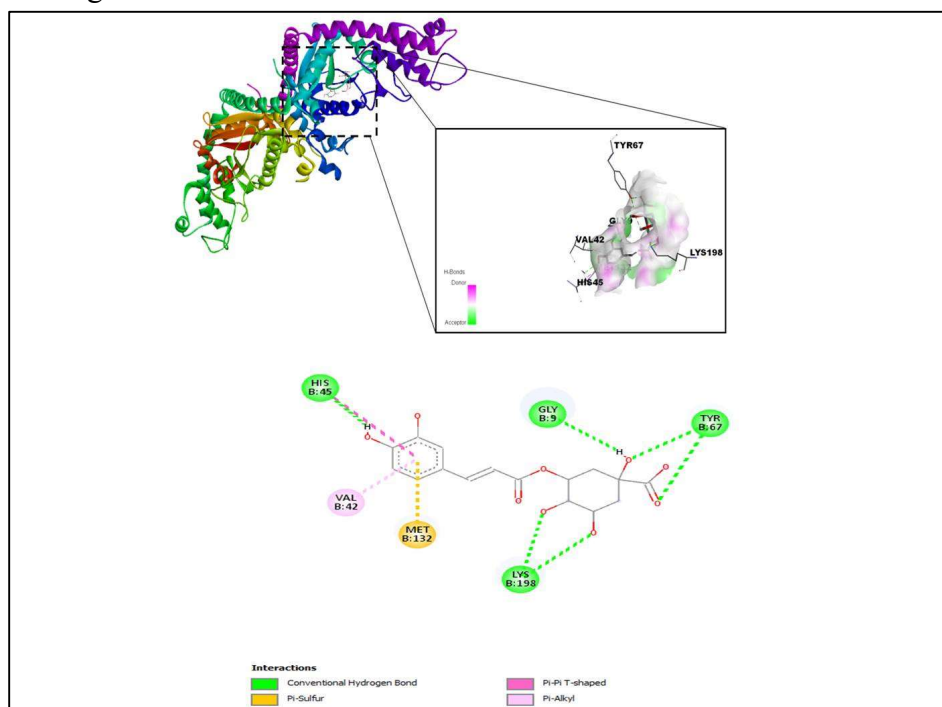 TYR67
VAL42
LYS198
HIS45
H-Bonds
Donor
Acceptor
HIS
B:45
GLY
B:9
TYR
B:67
H
H
O
O
O
O
O
O
O
O
O
VAL
B:42
MET
B:132
LYS
B:198
Interactions
Conventional Hydrogen Bond
Pi-Sulfur
Pi-Pi T-shaped
Pi-Alkyl